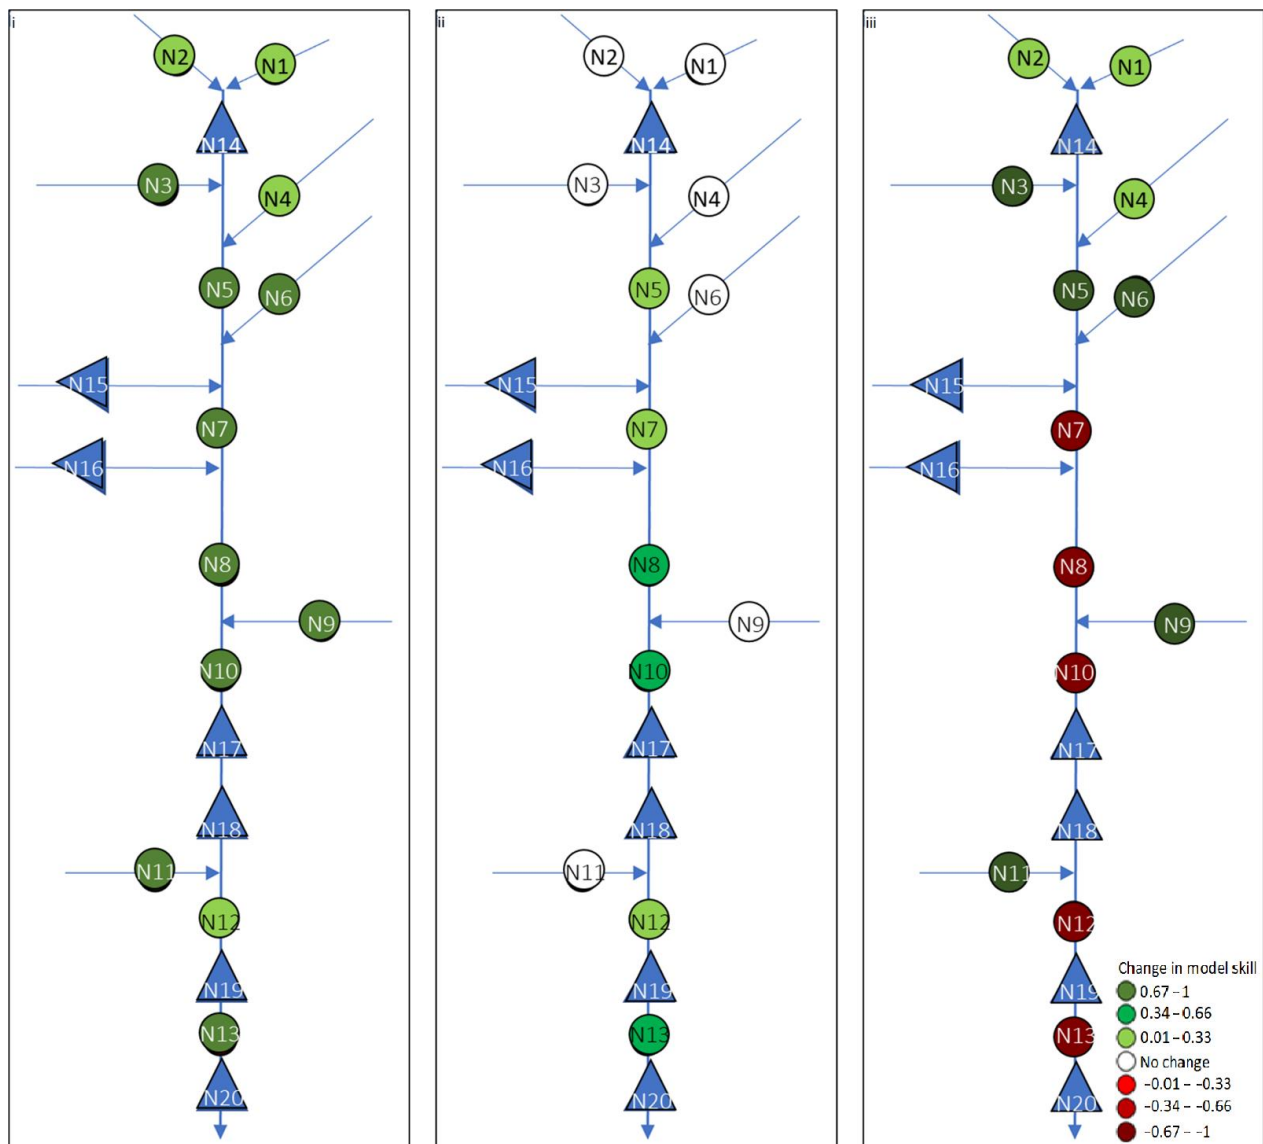 i
N2
N1
N14
N3
N4
N5
N6
N15
N7
N16
N8
N9
N10
N17
N18
N11
N12
N19
N13
N20
ii
N2
N1
N14
N3
N4
N5
N6
N15
N7
N16
N8
N9
N10
N17
N18
N11
N12
N19
N13
N20
iii
N2
N1
N14
N3
N4
N5
N6
N15
N7
N16
N8
N9
N10
N17
N18
N11
N12
N19
N13
N20
Change in model skill
0.67 – 1
0.34 – 0.66
0.01 – 0.33
No change
-0.01 – -0.33
-0.34 – -0.66
-0.67 – -1